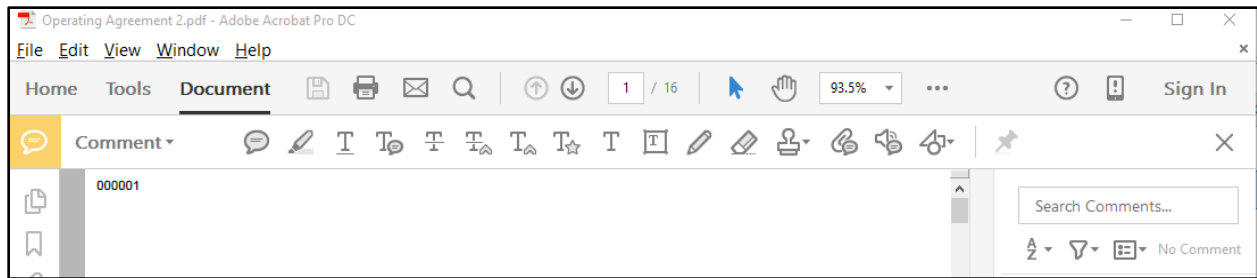 Operating Agreement 2.pdf - Adobe Acrobat Pro DC
File Edit View Window Help
Home Tools Document 1 / 16 93.5% Sign In
Comment
000001
Search Comments...
No Comment